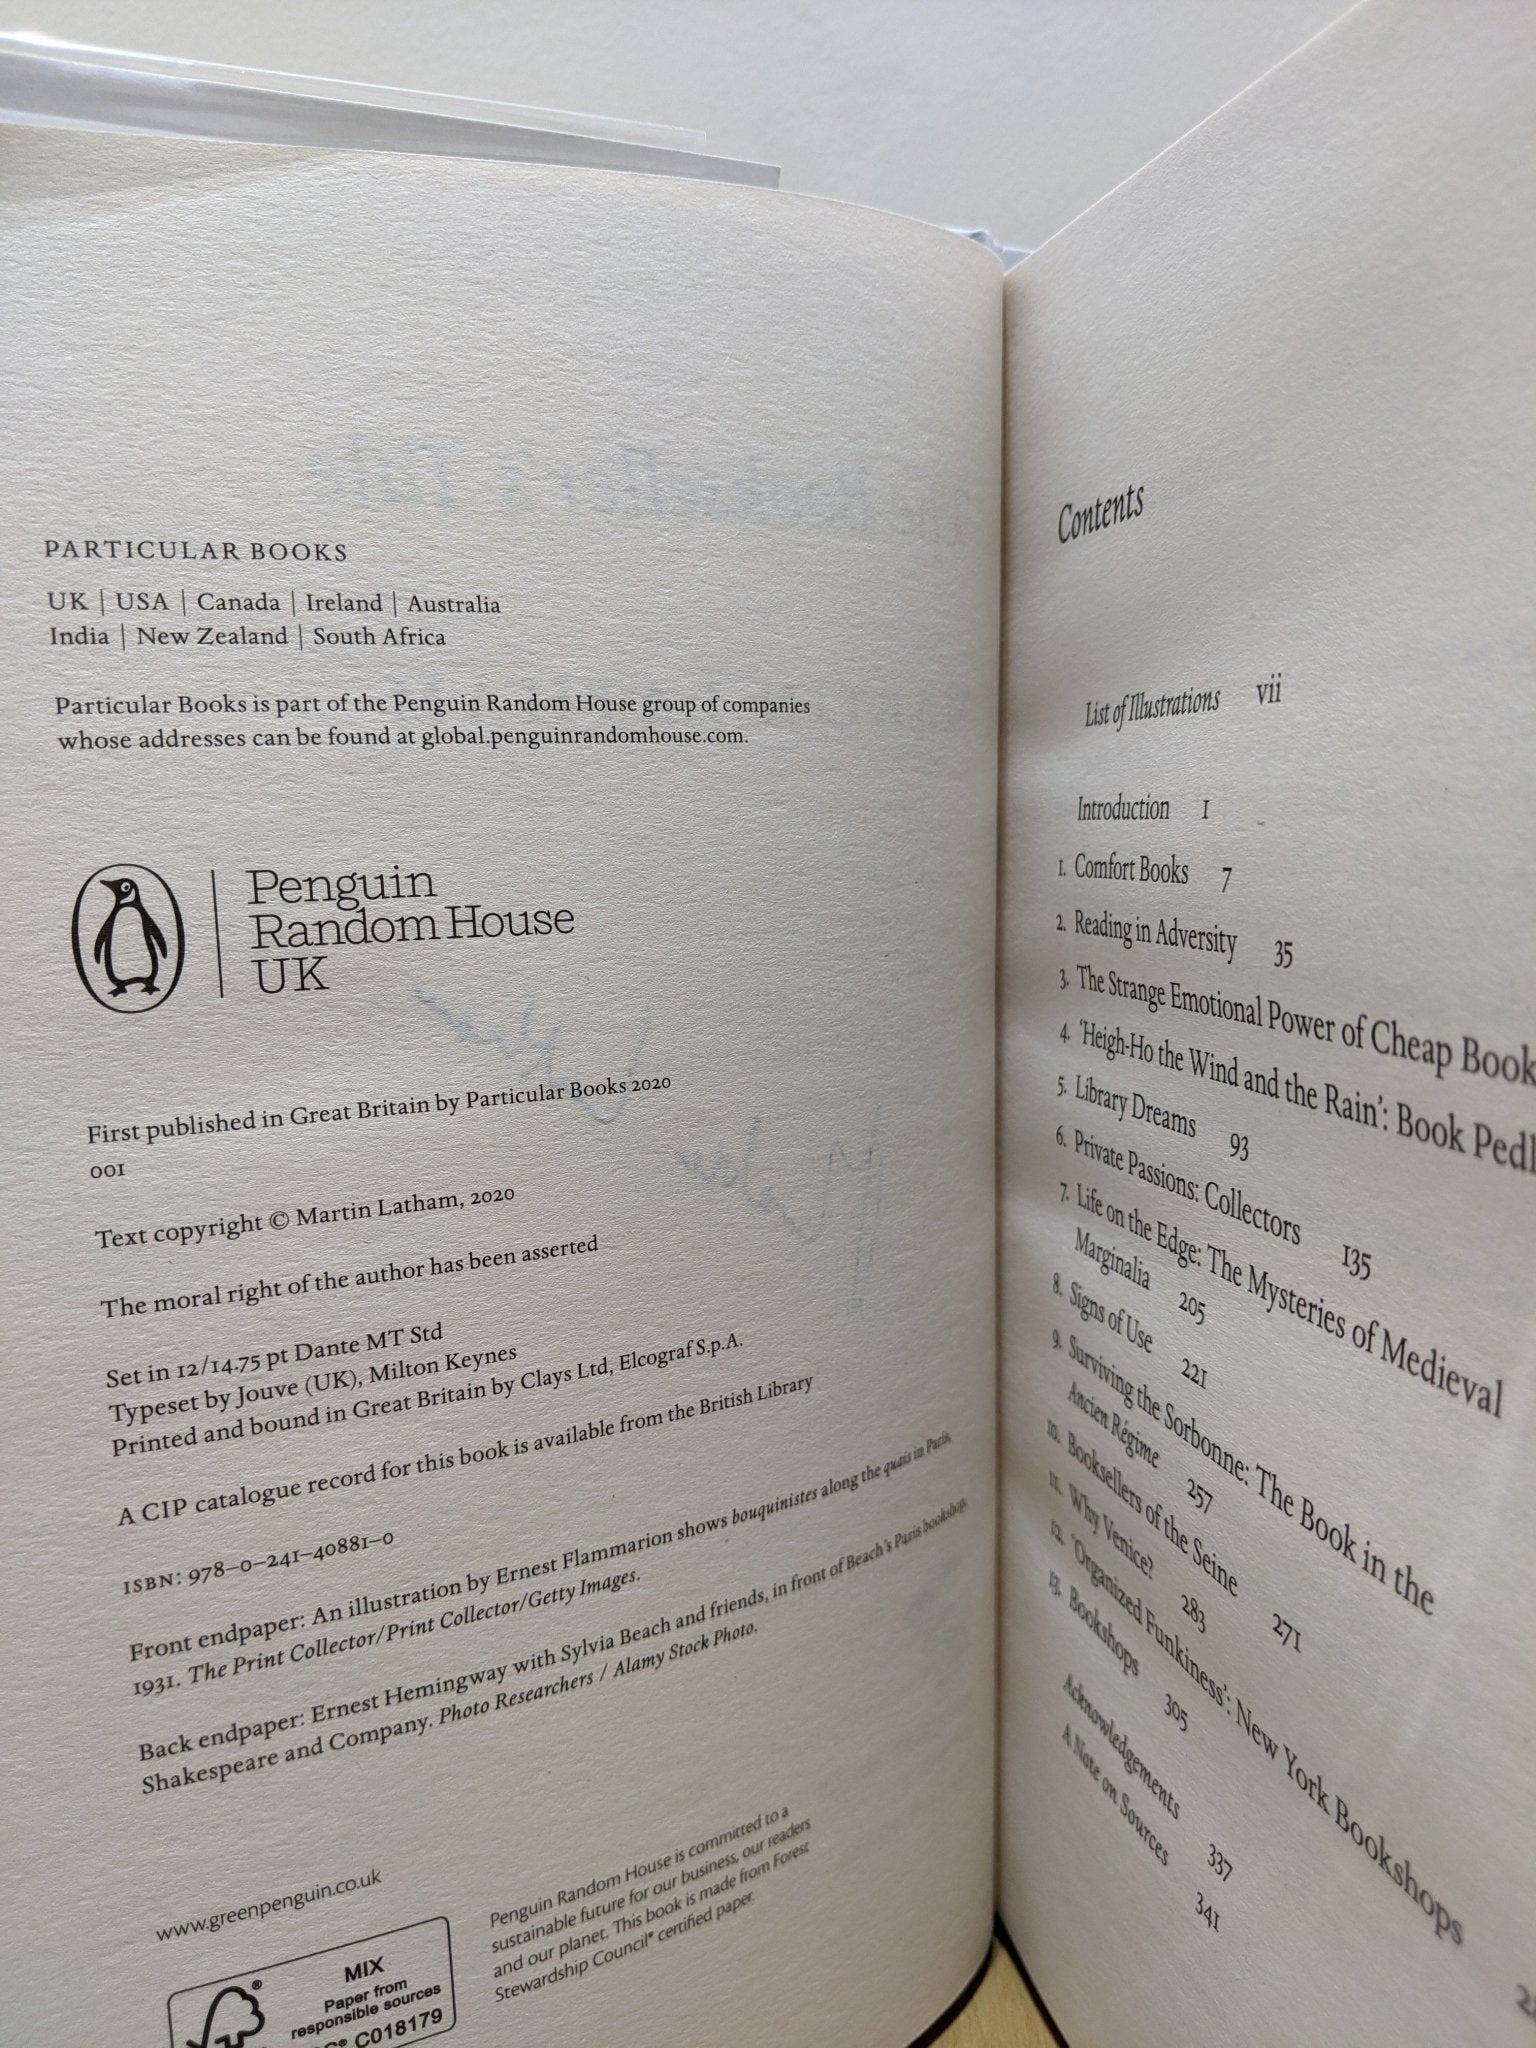 PARTICULAR BOOKS
UK | USA | Canada | Ireland | Australia
India | New Zealand | South Africa
Particular Books is part of the Penguin Random House group of companies
whose addresses can be found at global.penguinrandomhouse.com.
Penguin
Random House
UK
First published in Great Britain by Particular Books 2020
001
Text copyright © Martin Latham, 2020
The moral right of the author has been asserted
Set in 12/14.75 pt Dante MT Std
Typeset by Jouve (UK), Milton Keynes
Printed and bound in Great Britain by Clays Ltd, Elcograf S.p.A.
A CIP catalogue record for this book is available from the British Library
ISBN: 978–0–241–40881–0
Front endpaper: An illustration by Ernest Flammarion shows bouquinistes along the quais in Paris,
1931. The Print Collector/Print Collector/Getty Images.
Back endpaper: Ernest Hemingway with Sylvia Beach and friends, in front of Beach's Paris bookshop,
Shakespeare and Company. Photo Researchers / Alamy Stock Photo.
www.greenpenguin.co.uk
MIX
Paper from
responsible sources
C018179
Penguin Random House is committed to a
sustainable future for our business, our readers
and our planet. This book is made from Forest
Stewardship Council® certified paper.
Contents
List of Illustrations vii
Introduction 1
1. Comfort Books 7
2. Reading in Adversity 35
3. The Strange Emotional Power of Cheap Book
4. 'Heigh-Ho the Wind and the Rain': Book Pedl
5. Library Dreams 93
6. Private Passions: Collectors 135
7. Life on the Edge: The Mysteries of Medieval
Marginalia 205
8. Signs of Use 221
9. Surviving the Sorbonne: The Book in the
Ancien Régime 257
10. Booksellers of the Seine 271
11. Why Venice? 283
12. 'Organized Funkiness': New York Bookshops
13. Bookshops 305
Acknowledgements 337
A Note on Sources 341